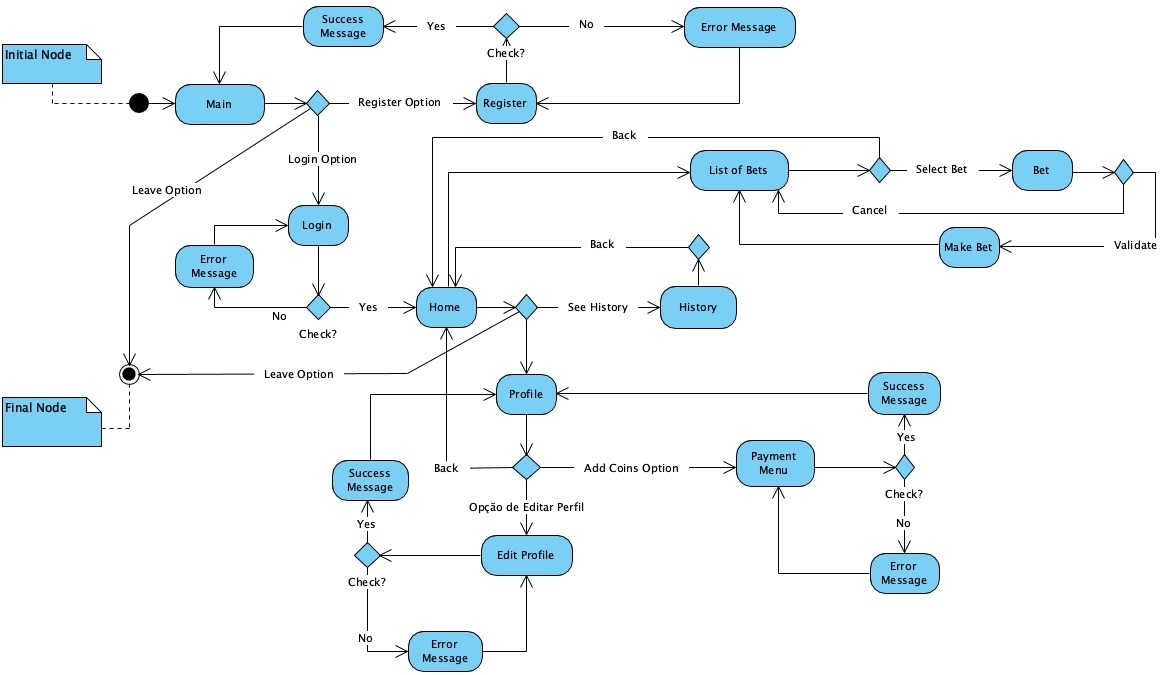 Success
Message
Yes
No
Error Message
Check?
Initial Node
Main
Register Option
Register
Back
Login Option
List of Bets
Select Bet
Bet
Leave Option
Cancel
Login
Error
Message
Back
Make Bet
Validate
No
Check?
Yes
Home
See History
History
Leave Option
Final Node
Profile
Success
Message
Yes
Success
Message
Back
Add Coins Option
Payment
Menu
Check?
No
Opção de Editar Perfil
Yes
Check?
Edit Profile
Error
Message
No
Error
Message